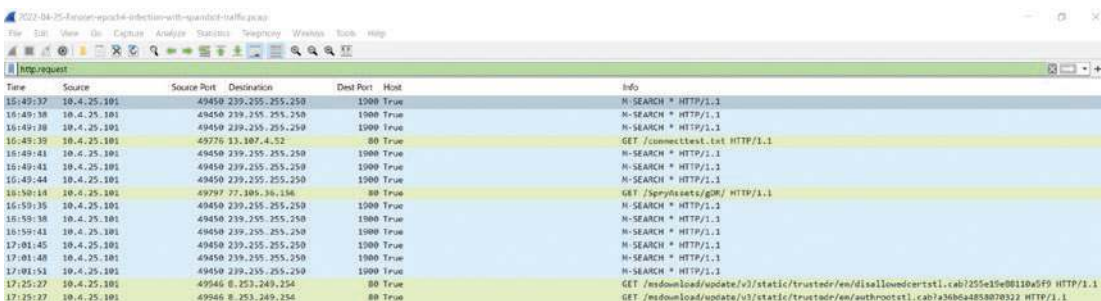 2022-04-25-Emotet-epoch4-infection-with-spambot-traffic.pcap
File Edit View Go Capture Analyze Statistics Telephony Wireless Tools Help
http.request
Time Source Source Port Destination Dest Port Host Info
16:49:37 10.4.25.101 49450 239.255.255.250 1900 True M-SEARCH * HTTP/1.1
16:49:38 10.4.25.101 49450 239.255.255.250 1900 True M-SEARCH * HTTP/1.1
16:49:38 10.4.25.101 49450 239.255.255.250 1900 True M-SEARCH * HTTP/1.1
16:49:39 10.4.25.101 49776 13.107.4.52 80 True GET /connecttest.txt HTTP/1.1
16:49:41 10.4.25.101 49450 239.255.255.250 1900 True M-SEARCH * HTTP/1.1
16:49:41 10.4.25.101 49450 239.255.255.250 1900 True M-SEARCH * HTTP/1.1
16:49:44 10.4.25.101 49450 239.255.255.250 1900 True M-SEARCH * HTTP/1.1
16:50:14 10.4.25.101 49797 77.105.36.156 80 True GET /SpryAssets/gDR/ HTTP/1.1
16:59:35 10.4.25.101 49450 239.255.255.250 1900 True M-SEARCH * HTTP/1.1
16:59:38 10.4.25.101 49450 239.255.255.250 1900 True M-SEARCH * HTTP/1.1
16:59:41 10.4.25.101 49450 239.255.255.250 1900 True M-SEARCH * HTTP/1.1
17:01:45 10.4.25.101 49450 239.255.255.250 1900 True M-SEARCH * HTTP/1.1
17:01:48 10.4.25.101 49450 239.255.255.250 1900 True M-SEARCH * HTTP/1.1
17:01:51 10.4.25.101 49450 239.255.255.250 1900 True M-SEARCH * HTTP/1.1
17:25:27 10.4.25.101 49946 8.253.249.254 80 True GET /msdownload/update/v3/static/trustedr/en/disallowedcertstl.cab?255e15e88110a5f9 HTTP/1.1
17:25:27 10.4.25.101 49946 8.253.249.254 80 True GET /msdownload/update/v3/static/trustedr/en/authrootstl.cab?a36b6a4858070322 HTTP/1.1